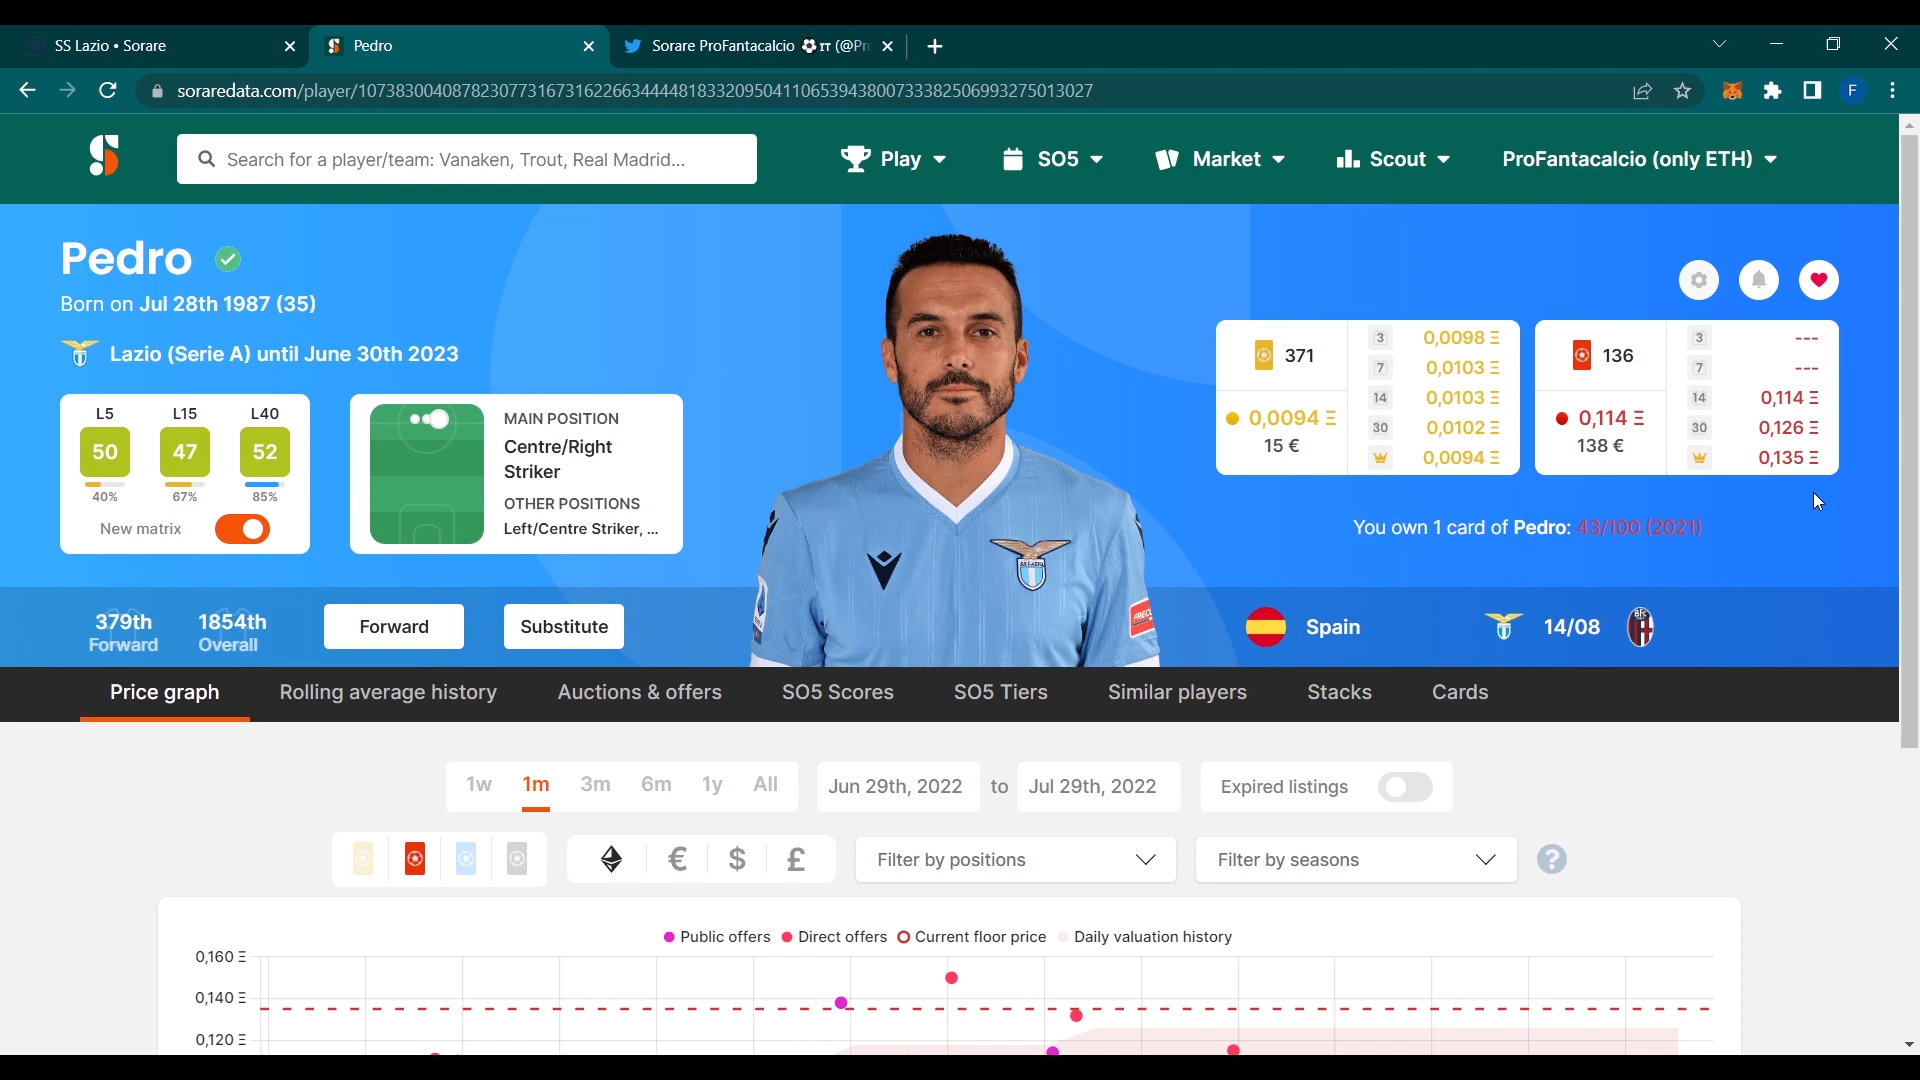 SS Lazio • Sorare
Pedro
Sorare ProFantacalcio ⚽ππ (@Pr
soraredata.com/player/107383004087823077316731622663444481833209504110653943800733382506993275013027
F
Search for a player/team: Vanaken, Trout, Real Madrid...
Play
SO5
Market
Scout
ProFantacalcio (only ETH)
Pedro
Born on Jul 28th 1987 (35)
Lazio (Serie A) until June 30th 2023
L5 L15 L40
50 47 52
40% 67% 85%
New matrix
MAIN POSITION
Centre/Right
Striker
OTHER POSITIONS
Left/Centre Striker, ...
371
0,0094 Ξ
15 €
3 0,0098 Ξ
7 0,0103 Ξ
14 0,0103 Ξ
30 0,0102 Ξ
0,0094 Ξ
136
0,114 Ξ
138 €
3 ---
7 ---
14 0,114 Ξ
30 0,126 Ξ
0,135 Ξ
You own 1 card of Pedro: 43/100 (2021)
SS LAZIO
379th
Forward
1854th
Overall
Forward
Substitute
Spain
14/08
BFC
Price graph
Rolling average history
Auctions & offers
SO5 Scores
SO5 Tiers
Similar players
Stacks
Cards
1w 1m 3m 6m 1y All
Jun 29th, 2022 to Jul 29th, 2022
Expired listings
€ $ £
Filter by positions
Filter by seasons
?
Public offers Direct offers Current floor price Daily valuation history
0,160 Ξ
0,140 Ξ
0,120 Ξ